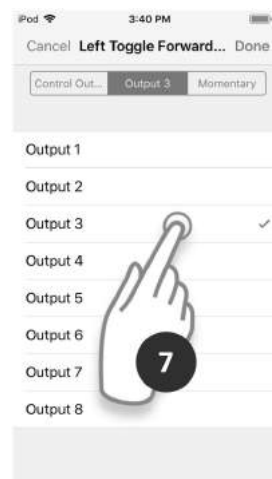 iPod 3:40 PM
Cancel Left Toggle Forward... Done
Control Out... Output 3 Momentary
Output 1
Output 2
Output 3
Output 4
Output 5
Output 6
Output 7
Output 8
7